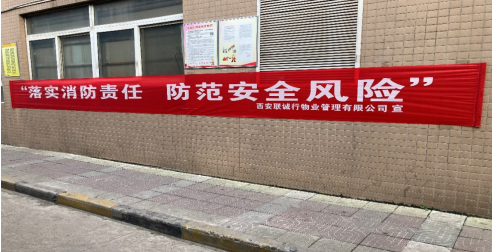 “落实消防责任 防范安全风险”
西安联诚行物业管理有限公司 宣